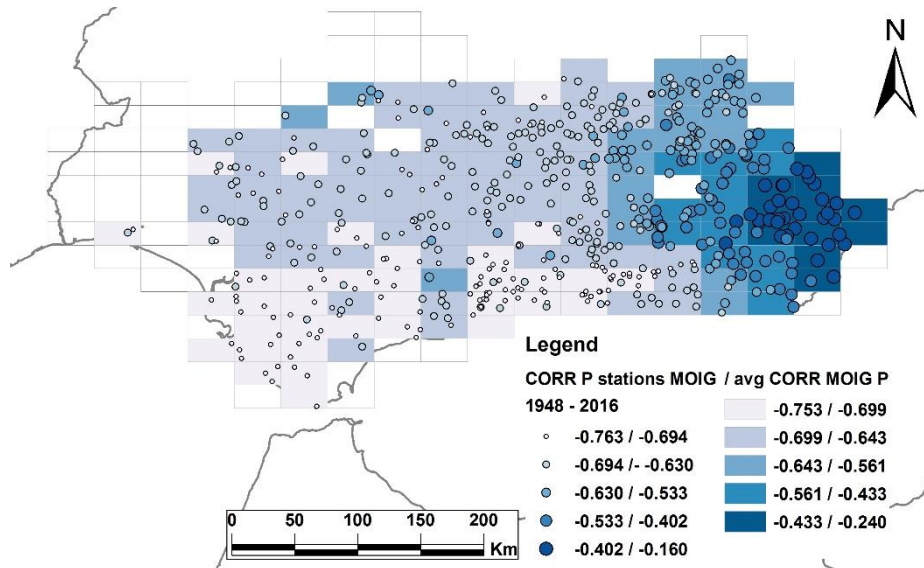 N
Legend
CORR P stations MOIG / avg CORR MOIG P
1948 - 2016
-0.763 / -0.694 -0.753 / -0.699
-0.694 /- -0.630 -0.699 / -0.643
-0.630 / -0.533 -0.643 / -0.561
-0.533 / -0.402 -0.561 / -0.433
-0.402 / -0.160 -0.433 / -0.240
0 50 100 150 200
Km